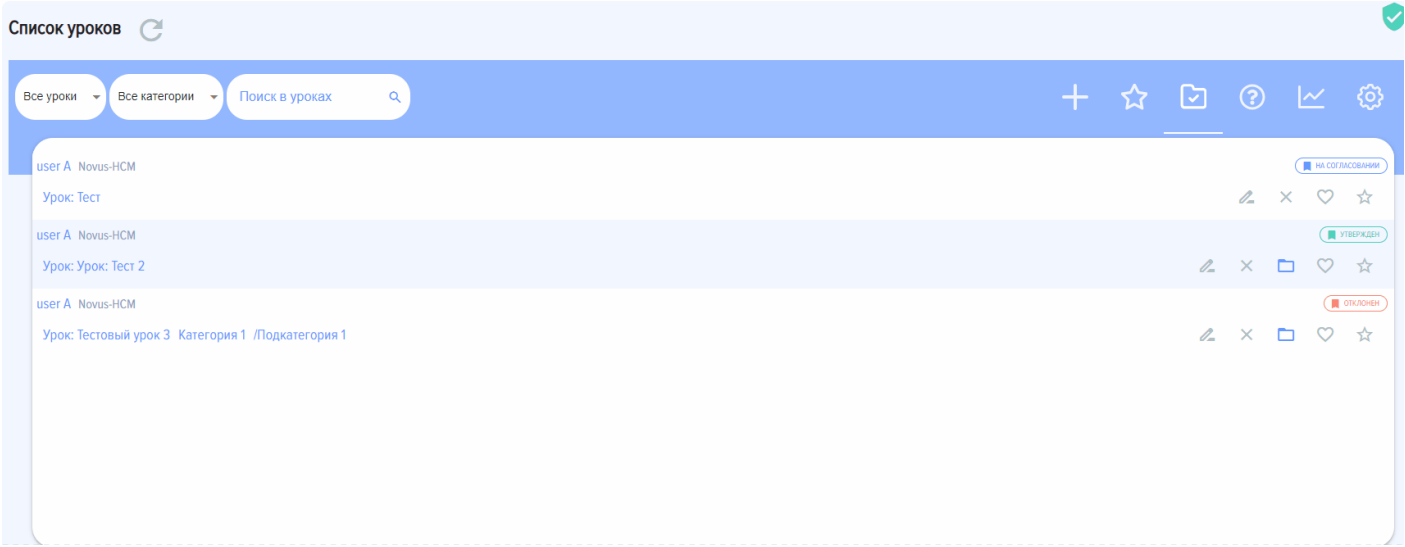 Список уроков
Все уроки Все категории Поиск в уроках
user A Novus-HCM НА СОГЛАСОВАНИИ
Урок: Тест
user A Novus-HCM УТВЕРЖДЕН
Урок: Урок: Тест 2
user A Novus-HCM ОТКЛОНЕН
Урок: Тестовый урок 3 Категория 1 /Подкатегория 1